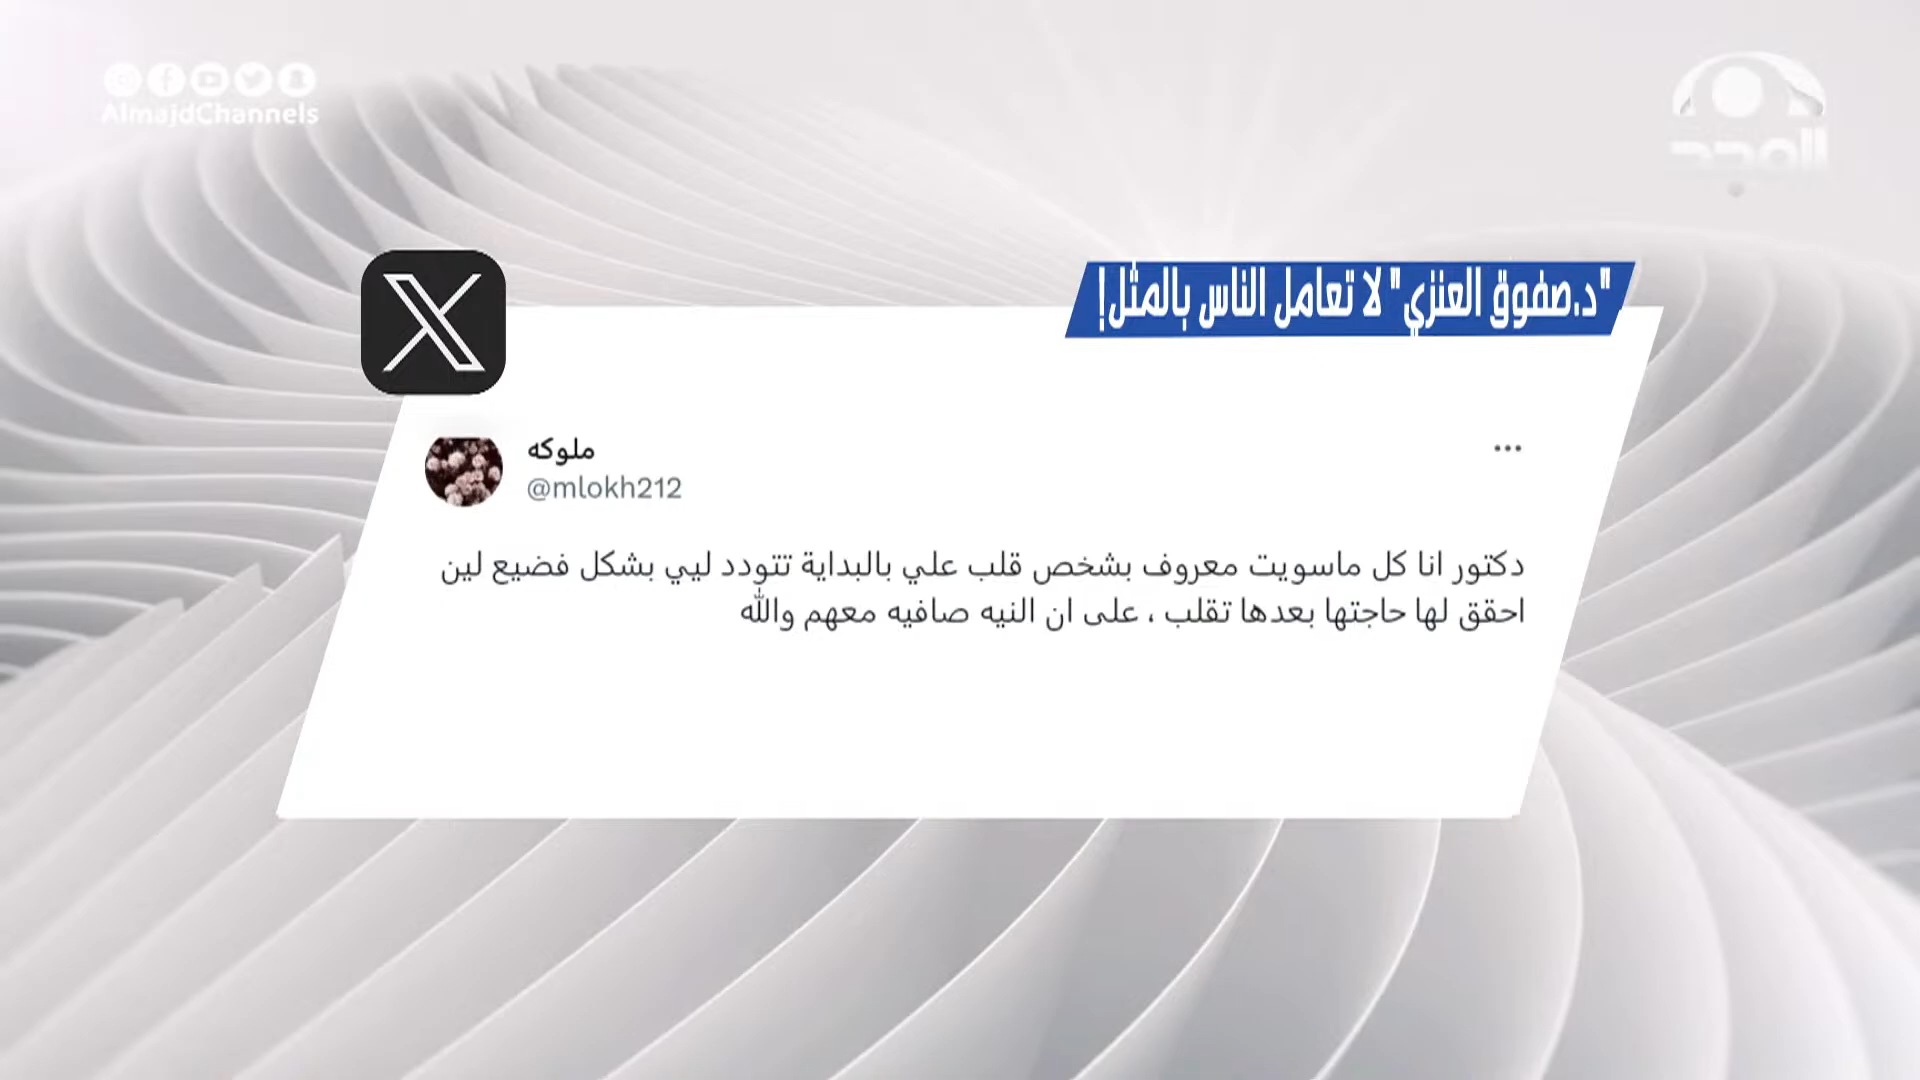 AlmajdChannels
المجد
"د.صفوق العنزي" لا تعامل الناس بالمثل!
ملوكه
@mlokh212
دكتور انا كل ماسويت معروف بشخص قلب علي بالبداية تتودد ليي بشكل فضيع لين
احقق لها حاجتها بعدها تقلب ، على ان النيه صافيه معهم والله